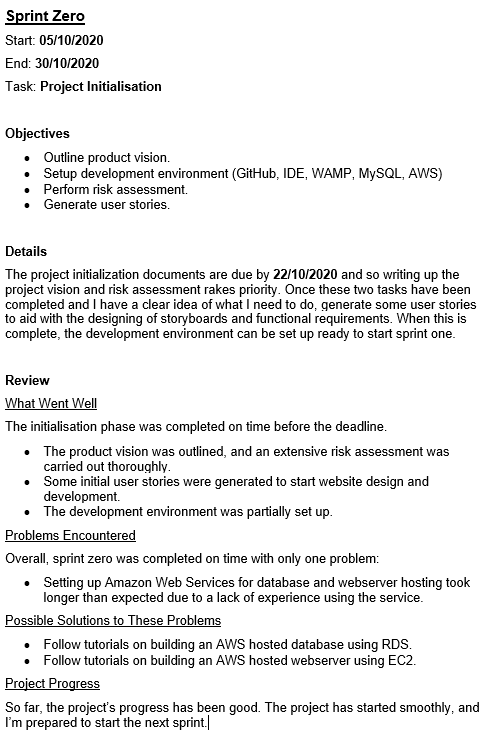 Sprint Zero
Start: 05/10/2020
End: 30/10/2020
Task: Project Initialisation
Objectives
• Outline product vision.
• Setup development environment (GitHub, IDE, WAMP, MySQL, AWS)
• Perform risk assessment.
• Generate user stories.
Details
The project initialization documents are due by 22/10/2020 and so writing up the
project vision and risk assessment rakes priority. Once these two tasks have been
completed and I have a clear idea of what I need to do, generate some user stories
to aid with the designing of storyboards and functional requirements. When this is
complete, the development environment can be set up ready to start sprint one.
Review
What Went Well
The initialisation phase was completed on time before the deadline.
• The product vision was outlined, and an extensive risk assessment was
carried out thoroughly.
• Some initial user stories were generated to start website design and
development.
• The development environment was partially set up.
Problems Encountered
Overall, sprint zero was completed on time with only one problem:
• Setting up Amazon Web Services for database and webserver hosting took
longer than expected due to a lack of experience using the service.
Possible Solutions to These Problems
• Follow tutorials on building an AWS hosted database using RDS.
• Follow tutorials on building an AWS hosted webserver using EC2.
Project Progress
So far, the project's progress has been good. The project has started smoothly, and
I'm prepared to start the next sprint.